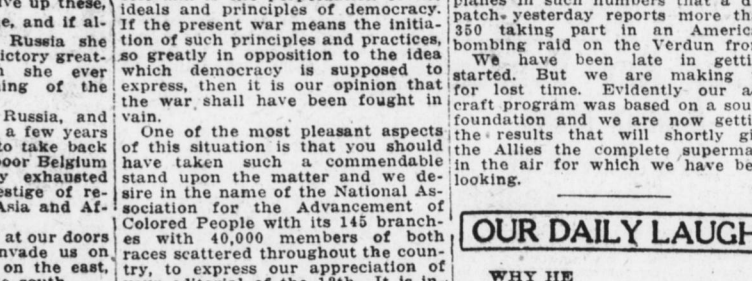 ve up these,
e, and if al-
Russia she
ictory great-
she ever
ing of the
Russia, and
a few years
to take back
oor Belgium
y exhausted
estige of re-
Asia and Af-
at our doors
nvade us on
on the east,
ideals and principles of democracy.
If the present war means the initia-
tion of such principles and practices,
so greatly in opposition to the idea
which democracy is supposed to
express, then it is our opinion that
the war shall have been fought in
vain.
One of the most pleasant aspects
of this situation is that you should
have taken such a commendable
stand upon the matter and we de-
sire in the name of the National As-
sociation for the Advancement of
Colored People with its 145 branch-
es with 40,000 members of both
races scattered throughout the coun-
try, to express our appreciation of
planes in such numbers that a d
patch yesterday reports more th
350 taking part in an Americ
bombing raid on the Verdun fro
We have been late in getti
started. But we are making
for lost time. Evidently our a
craft program was based on a sou
foundation and we are now getti
the results that will shortly g
the Allies the complete superma
in the air for which we have be
looking.
OUR DAILY LAUGH
WHY HE